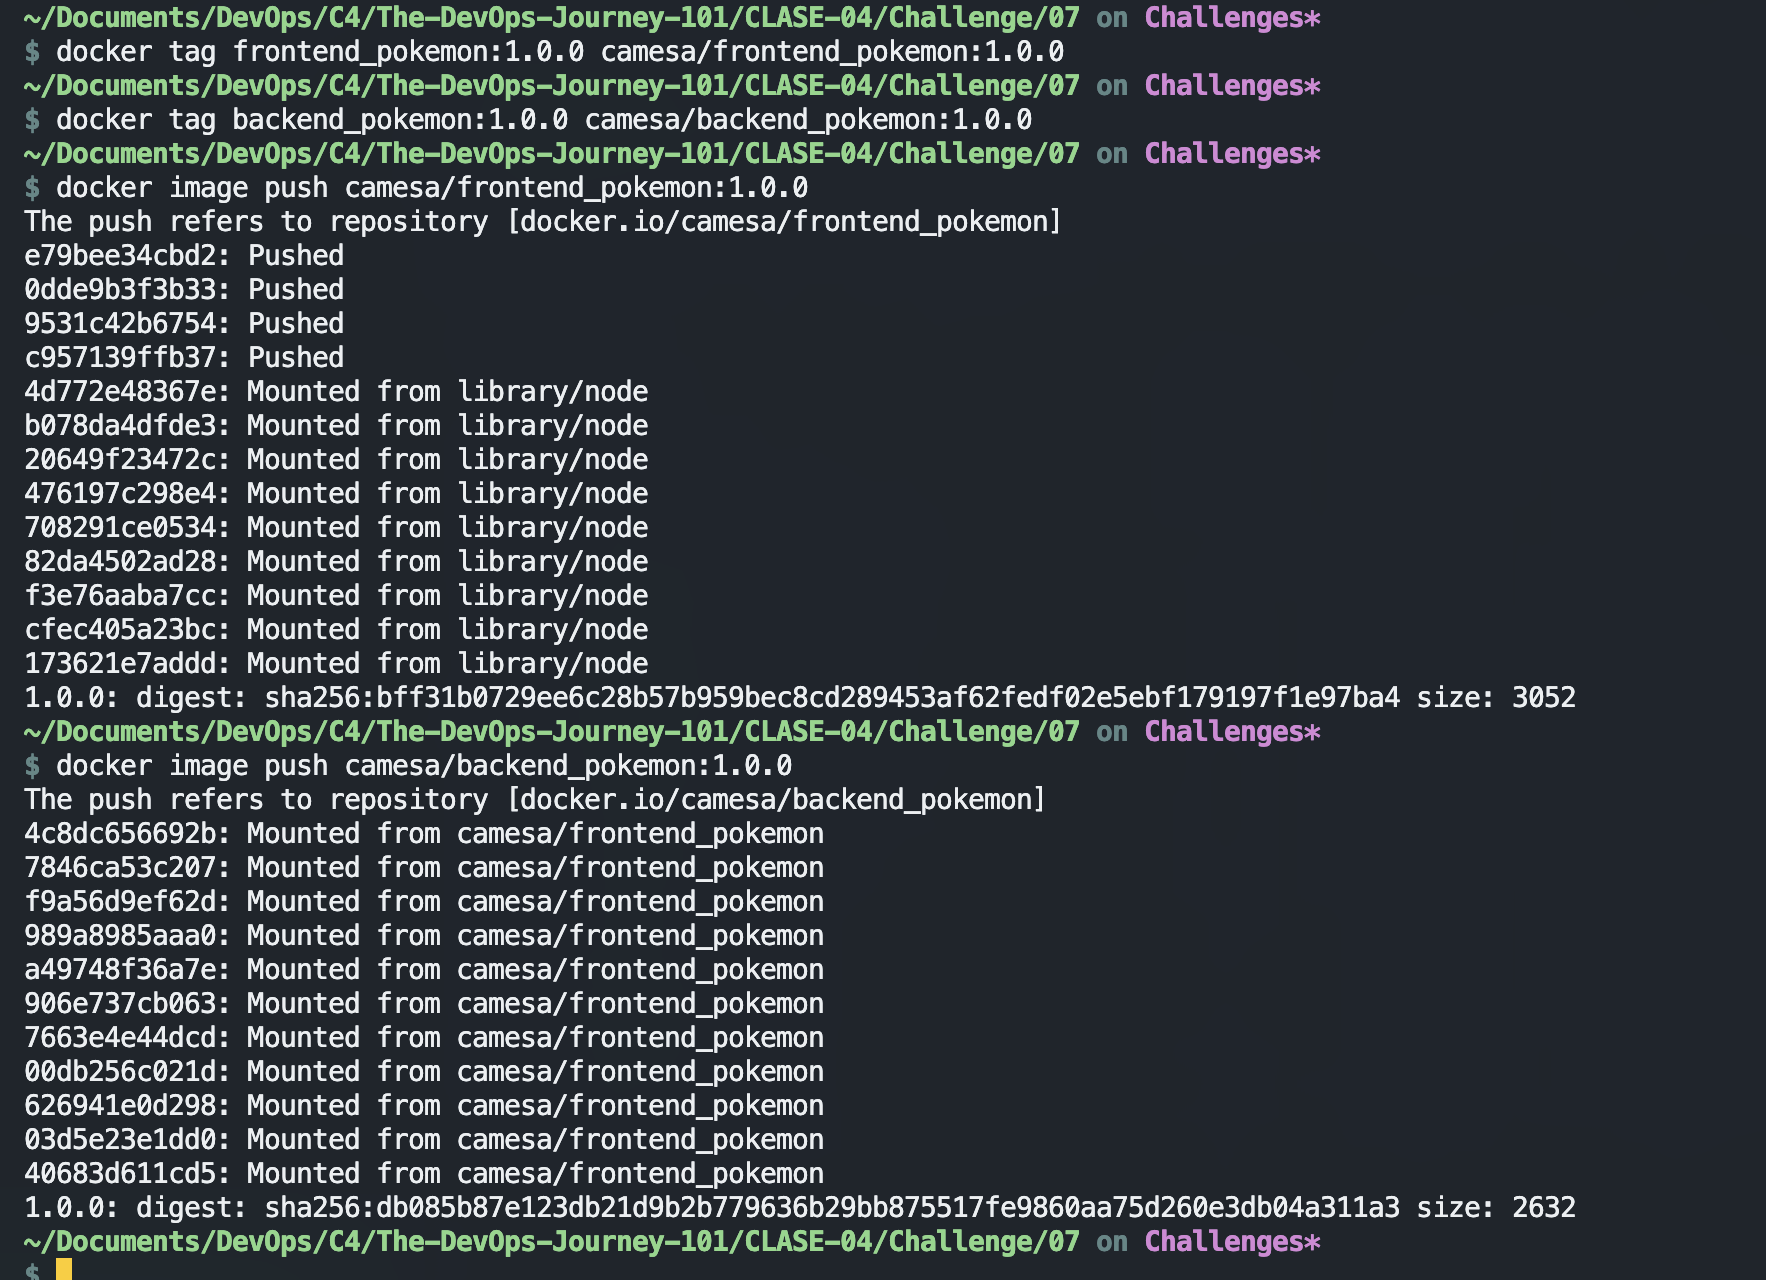 ~/Documents/DevOps/C4/The-DevOps-Journey-101/CLASE-04/Challenge/07 on Challenges*
$ docker tag frontend_pokemon:1.0.0 camesa/frontend_pokemon:1.0.0
~/Documents/DevOps/C4/The-DevOps-Journey-101/CLASE-04/Challenge/07 on Challenges*
$ docker tag backend_pokemon:1.0.0 camesa/backend_pokemon:1.0.0
~/Documents/DevOps/C4/The-DevOps-Journey-101/CLASE-04/Challenge/07 on Challenges*
$ docker image push camesa/frontend_pokemon:1.0.0
The push refers to repository [docker.io/camesa/frontend_pokemon]
e79bee34cbd2: Pushed
0dde9b3f3b33: Pushed
9531c42b6754: Pushed
c957139ffb37: Pushed
4d772e48367e: Mounted from library/node
b078da4dfde3: Mounted from library/node
20649f23472c: Mounted from library/node
476197c298e4: Mounted from library/node
708291ce0534: Mounted from library/node
82da4502ad28: Mounted from library/node
f3e76aaba7cc: Mounted from library/node
cfec405a23bc: Mounted from library/node
173621e7addd: Mounted from library/node
1.0.0: digest: sha256:bff31b0729ee6c28b57b959bec8cd289453af62fedf02e5ebf179197f1e97ba4 size: 3052
~/Documents/DevOps/C4/The-DevOps-Journey-101/CLASE-04/Challenge/07 on Challenges*
$ docker image push camesa/backend_pokemon:1.0.0
The push refers to repository [docker.io/camesa/backend_pokemon]
4c8dc656692b: Mounted from camesa/frontend_pokemon
7846ca53c207: Mounted from camesa/frontend_pokemon
f9a56d9ef62d: Mounted from camesa/frontend_pokemon
989a8985aaa0: Mounted from camesa/frontend_pokemon
a49748f36a7e: Mounted from camesa/frontend_pokemon
906e737cb063: Mounted from camesa/frontend_pokemon
7663e4e44dcd: Mounted from camesa/frontend_pokemon
00db256c021d: Mounted from camesa/frontend_pokemon
626941e0d298: Mounted from camesa/frontend_pokemon
03d5e23e1dd0: Mounted from camesa/frontend_pokemon
40683d611cd5: Mounted from camesa/frontend_pokemon
1.0.0: digest: sha256:db085b87e123db21d9b2b779636b29bb875517fe9860aa75d260e3db04a311a3 size: 2632
~/Documents/DevOps/C4/The-DevOps-Journey-101/CLASE-04/Challenge/07 on Challenges*
$